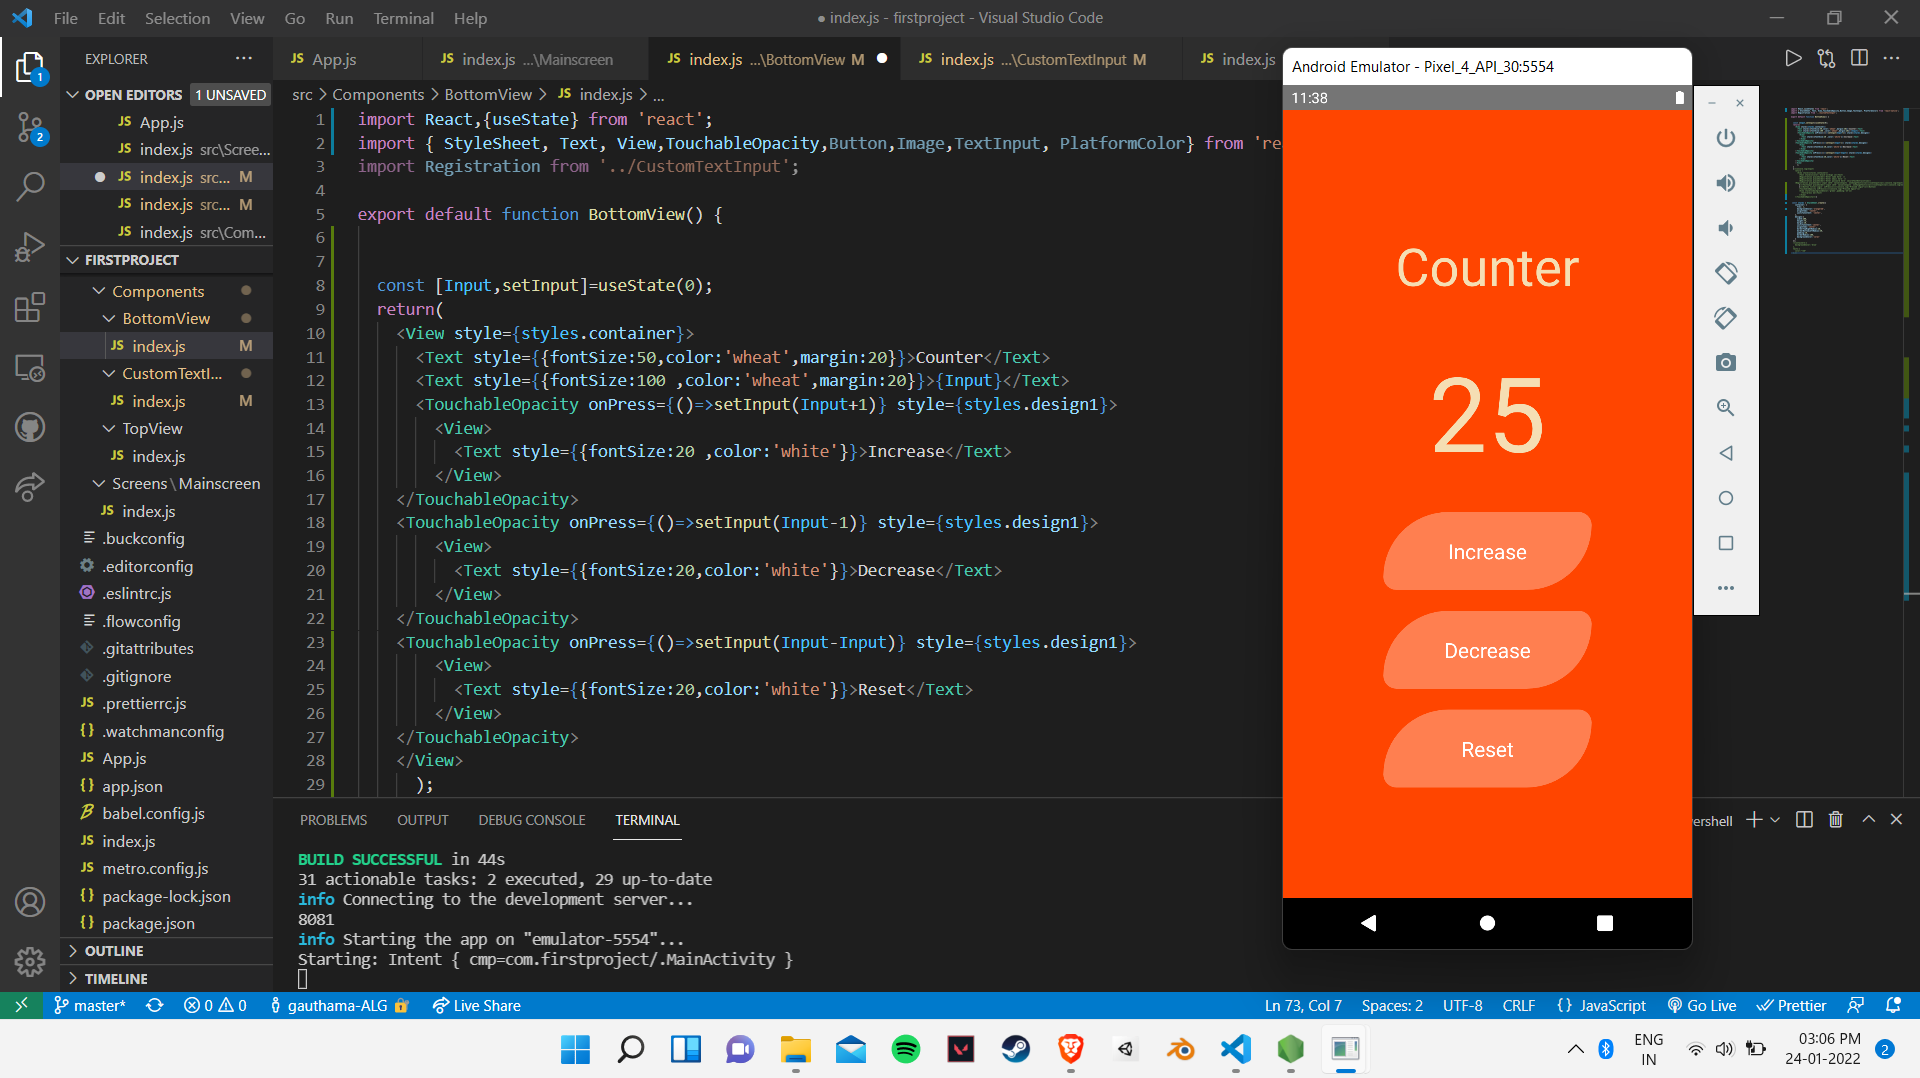 File Edit Selection View Go Run Terminal Help
● index.js - firstproject - Visual Studio Code
EXPLORER
JS App.js
JS index.js ...\Mainscreen
JS index.js ...\BottomView M
JS index.js ...\CustomTextInput M
JS index.js
OPEN EDITORS 1 UNSAVED
JS App.js
JS index.js src\Scree...
JS index.js src... M
JS index.js src... M
JS index.js src\Com...
FIRSTPROJECT
Components
BottomView
JS index.js M
CustomTextI...
JS index.js M
TopView
JS index.js
Screens\Mainscreen
JS index.js
.buckconfig
.editorconfig
.eslintrc.js
.flowconfig
.gitattributes
.gitignore
JS .prettierrc.js
{} .watchmanconfig
JS App.js
{} app.json
babel.config.js
JS index.js
JS metro.config.js
{} package-lock.json
{} package.json
OUTLINE
TIMELINE
1
2
src > Components > BottomView > JS index.js > ...
1 import React,{useState} from 'react';
2 import { StyleSheet, Text, View,TouchableOpacity,Button,Image,TextInput, PlatformColor} from 're
3 import Registration from '../CustomTextInput';
4
5 export default function BottomView() {
6
7
8 const [Input,setInput]=useState(0);
9 return(
10 <View style={styles.container}>
11 <Text style={{fontSize:50,color:'wheat',margin:20}}>Counter</Text>
12 <Text style={{fontSize:100 ,color:'wheat',margin:20}}>{Input}</Text>
13 <TouchableOpacity onPress={()=>setInput(Input+1)} style={styles.design1}>
14 <View>
15 <Text style={{fontSize:20 ,color:'white'}}>Increase</Text>
16 </View>
17 </TouchableOpacity>
18 <TouchableOpacity onPress={()=>setInput(Input-1)} style={styles.design1}>
19 <View>
20 <Text style={{fontSize:20,color:'white'}}>Decrease</Text>
21 </View>
22 </TouchableOpacity>
23 <TouchableOpacity onPress={()=>setInput(Input-Input)} style={styles.design1}>
24 <View>
25 <Text style={{fontSize:20,color:'white'}}>Reset</Text>
26 </View>
27 </TouchableOpacity>
28 </View>
29 );
PROBLEMS OUTPUT DEBUG CONSOLE TERMINAL
ershell
BUILD SUCCESSFUL in 44s
31 actionable tasks: 2 executed, 29 up-to-date
info Connecting to the development server...
8081
info Starting the app on "emulator-5554"...
Starting: Intent { cmp=com.firstproject/.MainActivity }
Android Emulator - Pixel_4_API_30:5554
11:38
Counter
25
Increase
Decrease
Reset
master* 0 0 gauthama-ALG Live Share
Ln 73, Col 7 Spaces: 2 UTF-8 CRLF {} JavaScript Go Live Prettier
ENG
IN
03:06 PM
24-01-2022
2